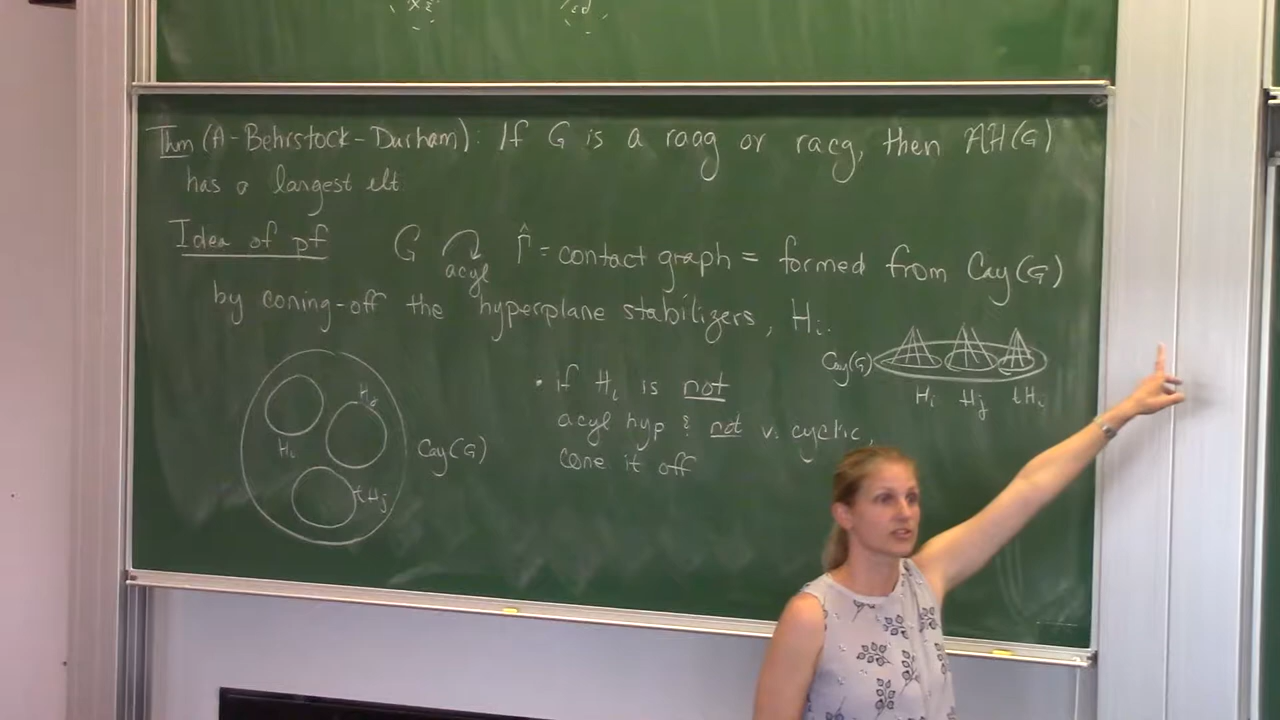 Thm (A-Behrstock-Durham): If G is a raag or racg, then AH(G)
has a largest elt.
Idea of pf G acyl Γ̂ = contact graph = formed from Cay(G)
by coning-off the hyperplane stabilizers, Hi.
Cay(G)
Hi Hj tHi
• if Hi is not
acyl hyp & not v. cyclic,
cone it off
Hj
Hi
Cay(G)
tHj